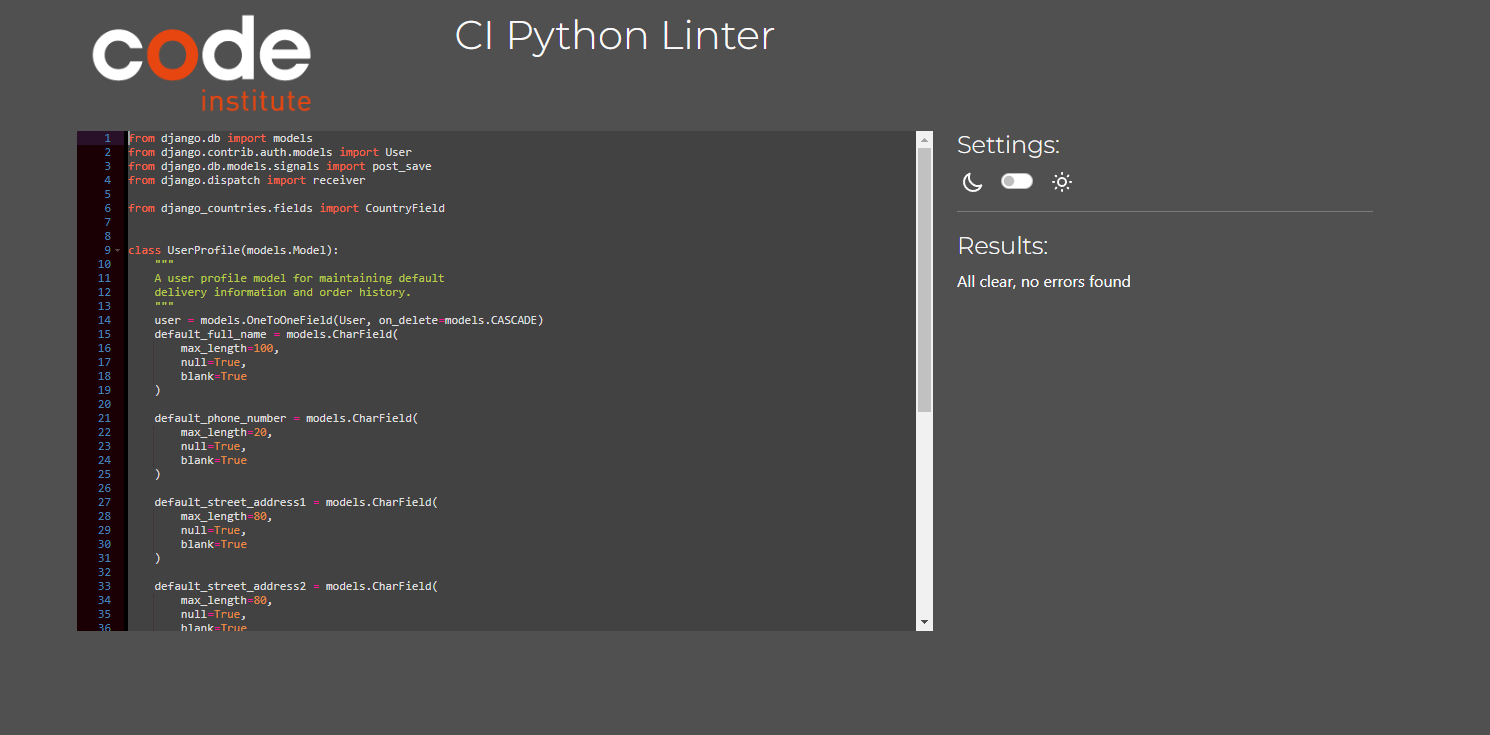 code
institute
CI Python Linter
1 from django.db import models
2 from django.contrib.auth.models import User
3 from django.db.models.signals import post_save
4 from django.dispatch import receiver
5
6 from django_countries.fields import CountryField
7
8
9 class UserProfile(models.Model):
10     """
11     A user profile model for maintaining default
12     delivery information and order history.
13     """
14     user = models.OneToOneField(User, on_delete=models.CASCADE)
15     default_full_name = models.CharField(
16         max_length=100,
17         null=True,
18         blank=True
19     )
20
21     default_phone_number = models.CharField(
22         max_length=20,
23         null=True,
24         blank=True
25     )
26
27     default_street_address1 = models.CharField(
28         max_length=80,
29         null=True,
30         blank=True
31     )
32
33     default_street_address2 = models.CharField(
34         max_length=80,
35         null=True,
36         blank=True
Settings:
Results:
All clear, no errors found